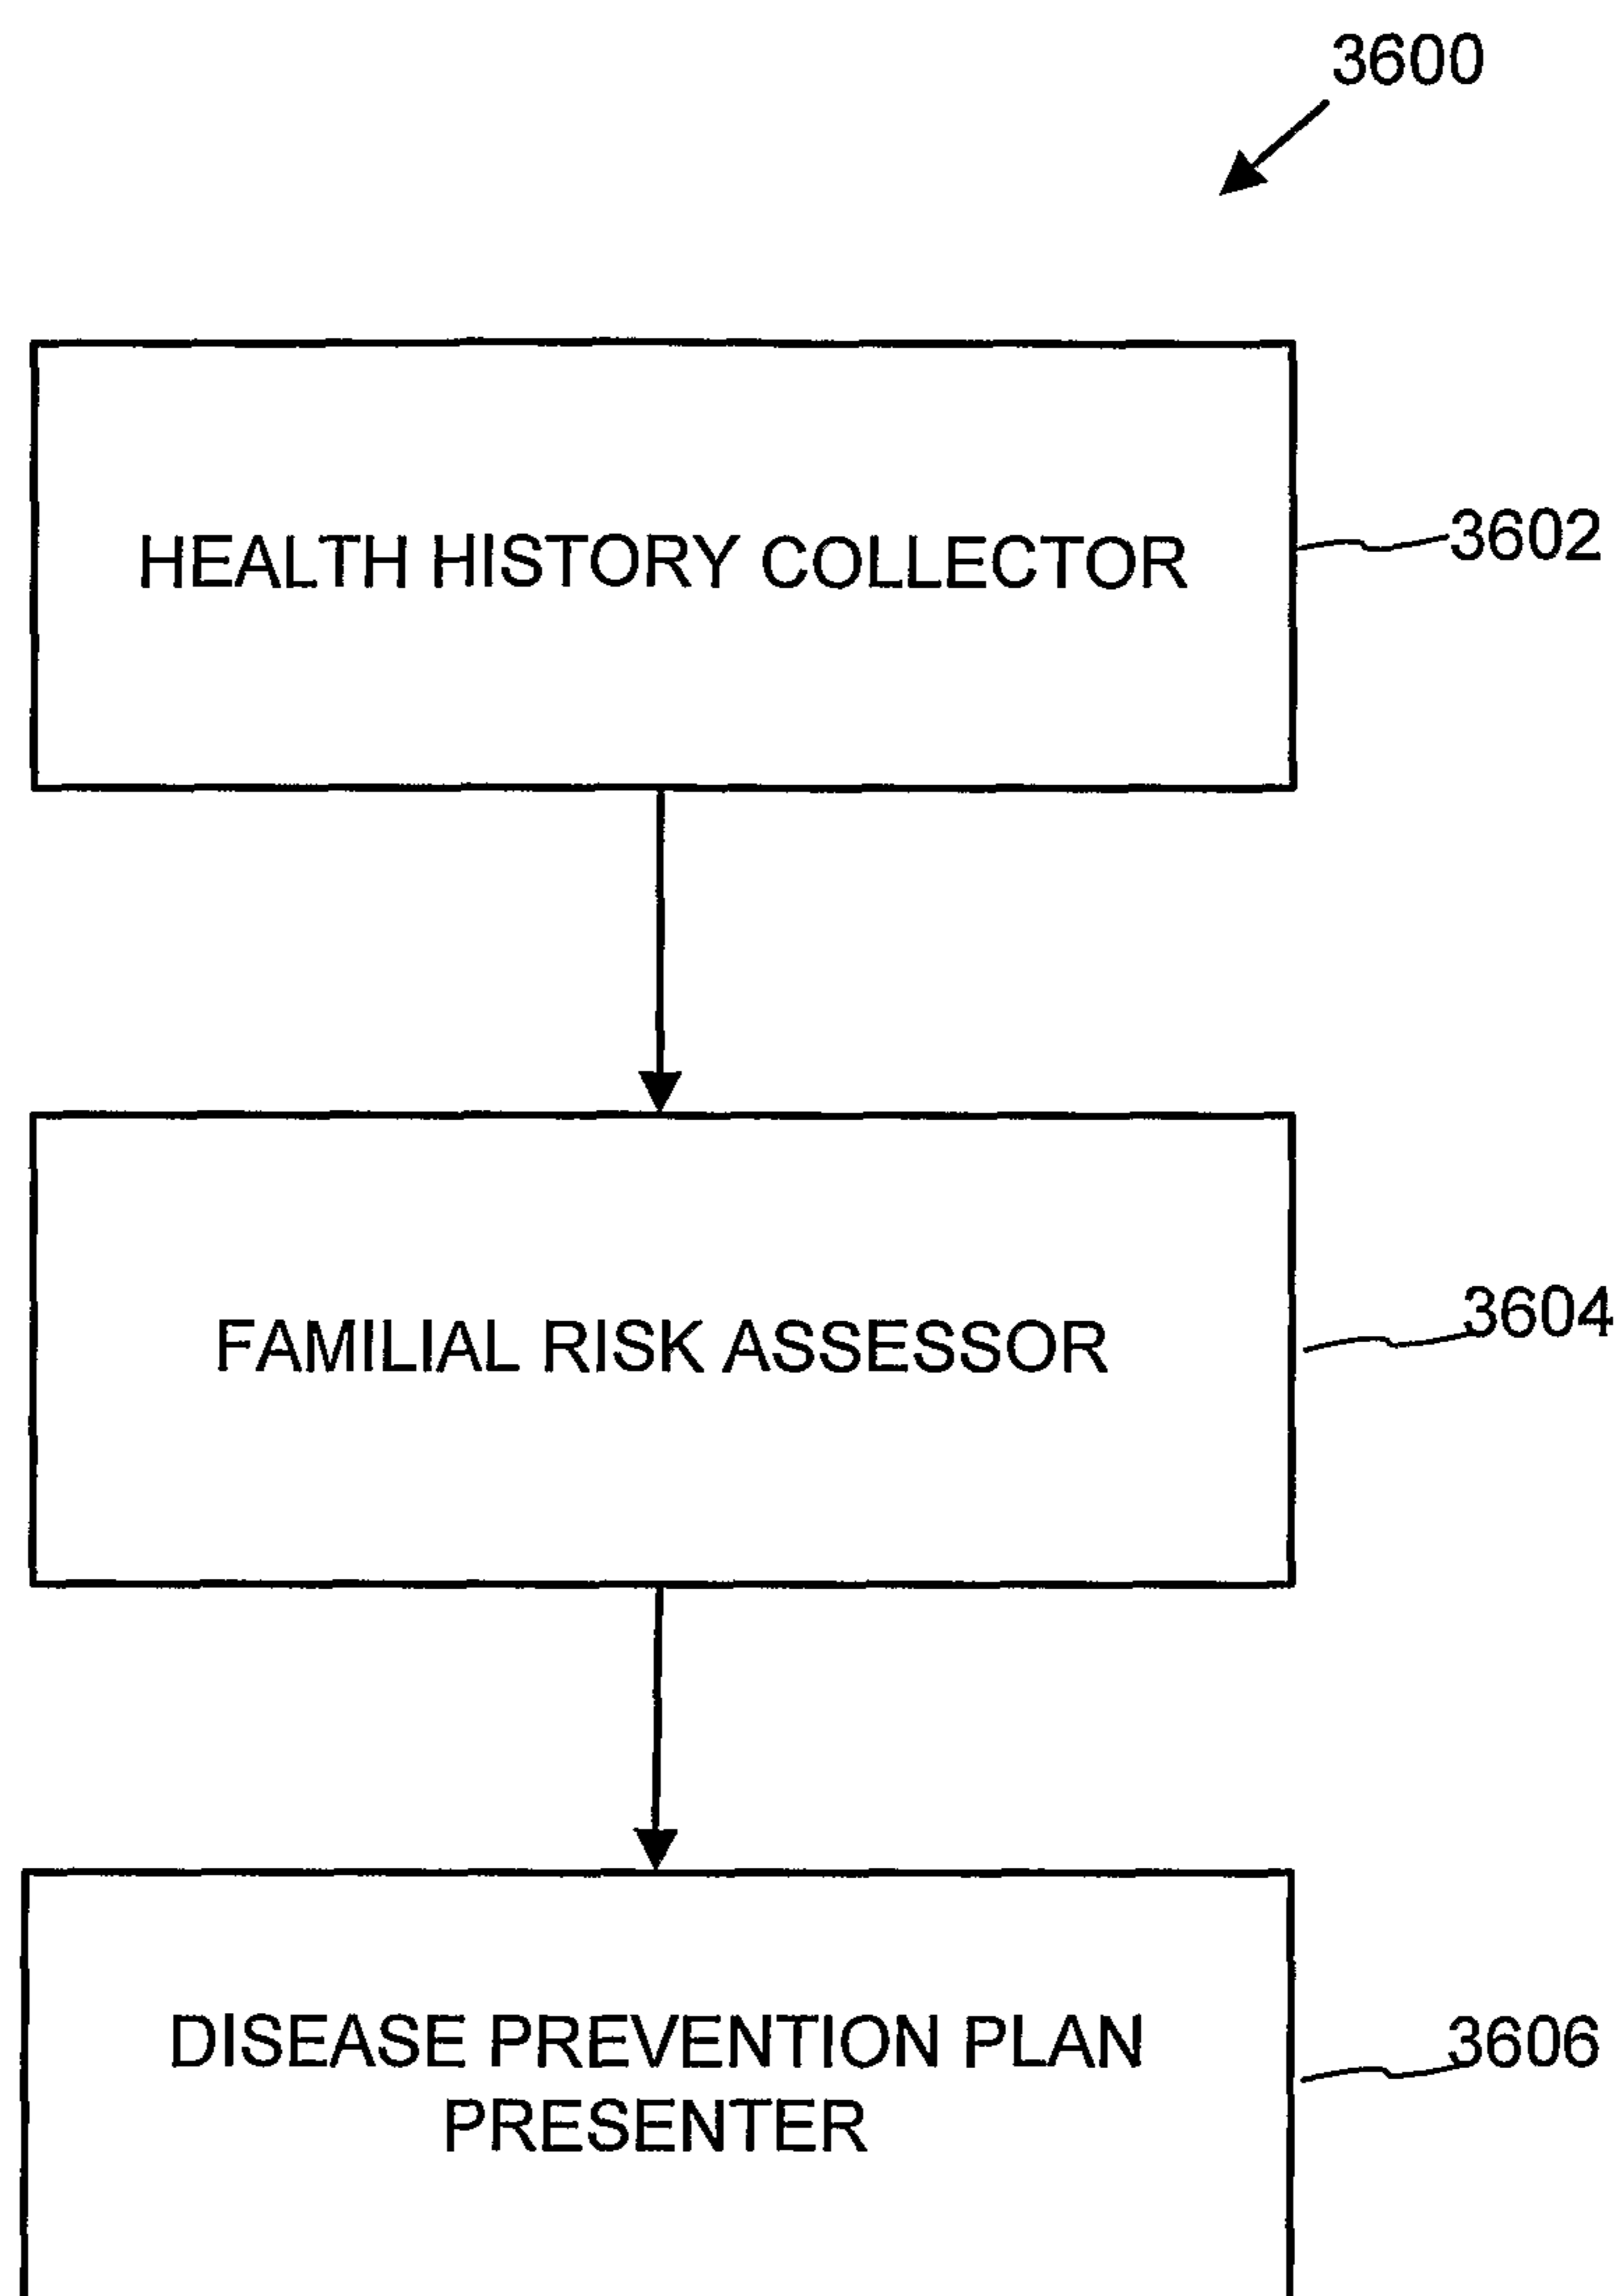 3600
HEALTH HISTORY COLLECTOR
3602
FAMILIAL RISK ASSESSOR
3604
DISEASE PREVENTION PLAN
PRESENTER
3606